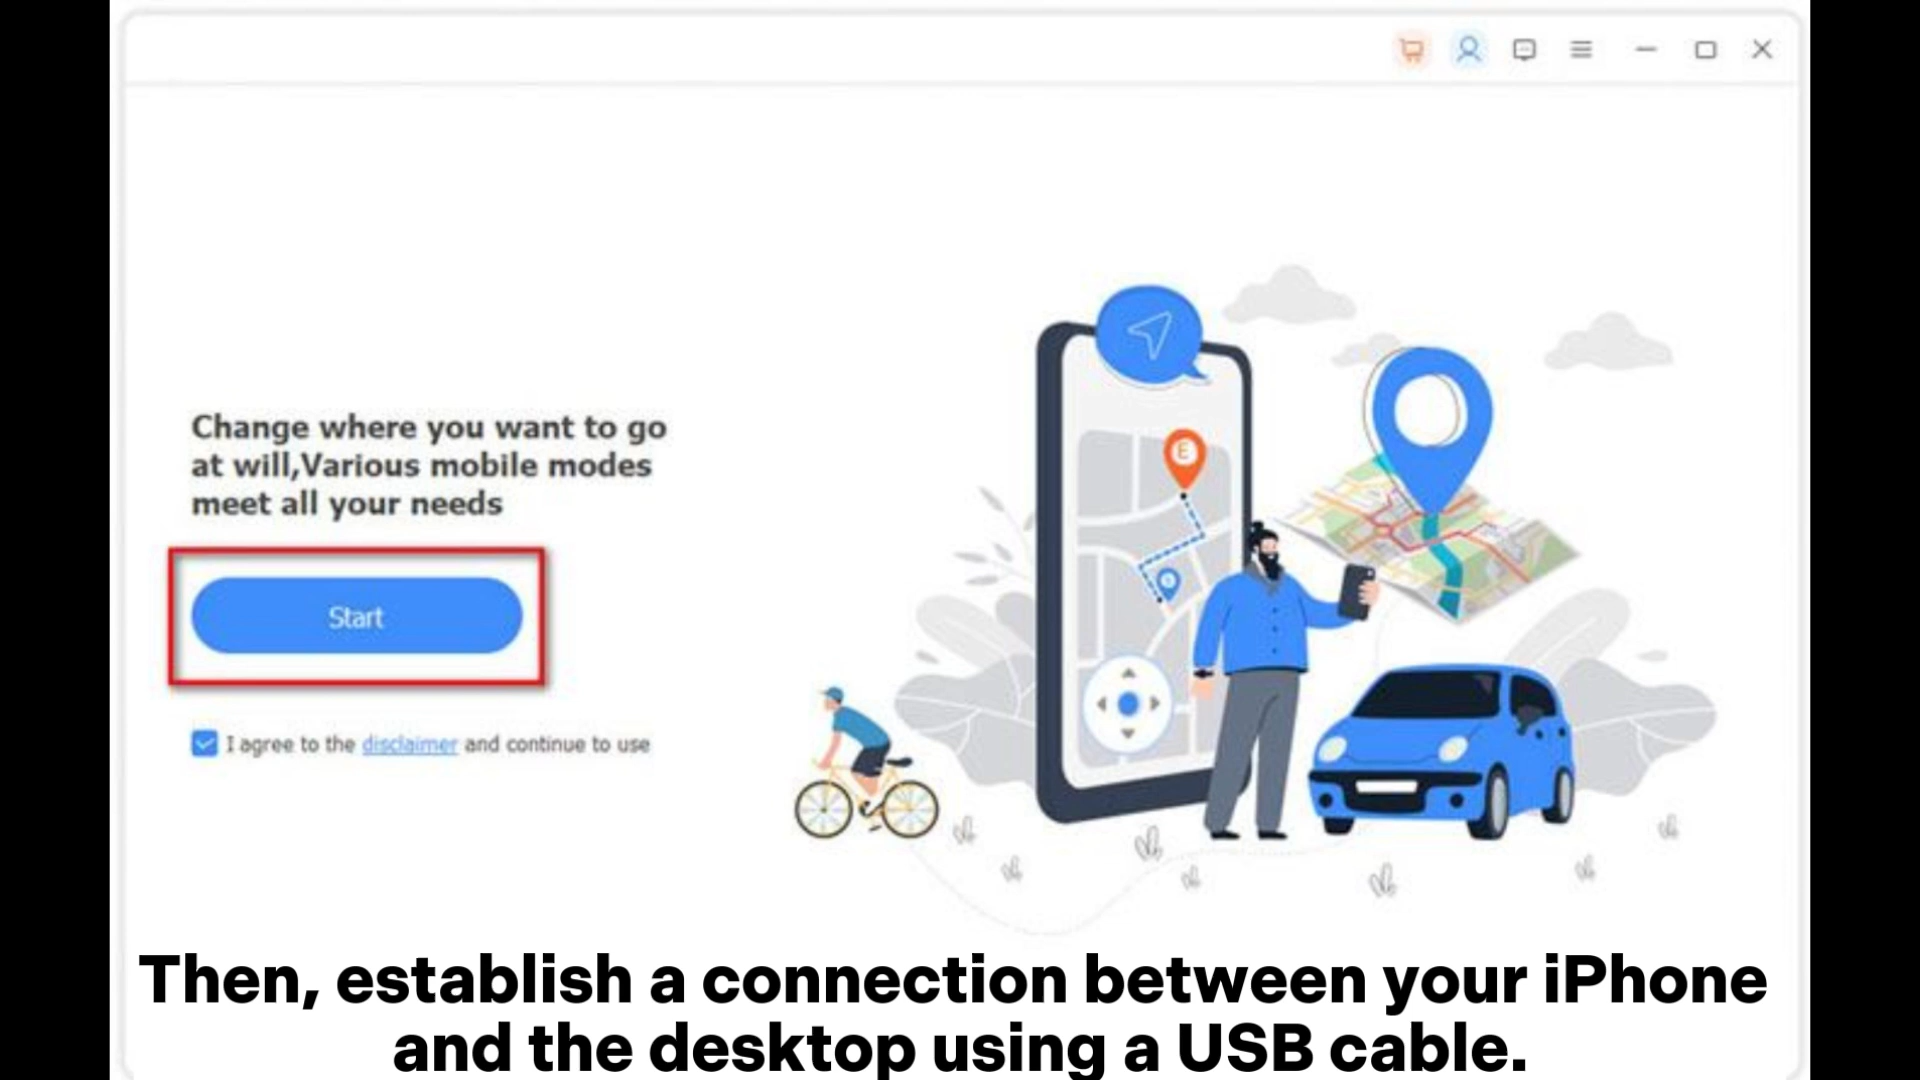 Change where you want to go
at will,Various mobile modes
meet all your needs
Start
I agree to the disclaimer and continue to use
E
Then, establish a connection between your iPhone
and the desktop using a USB cable.